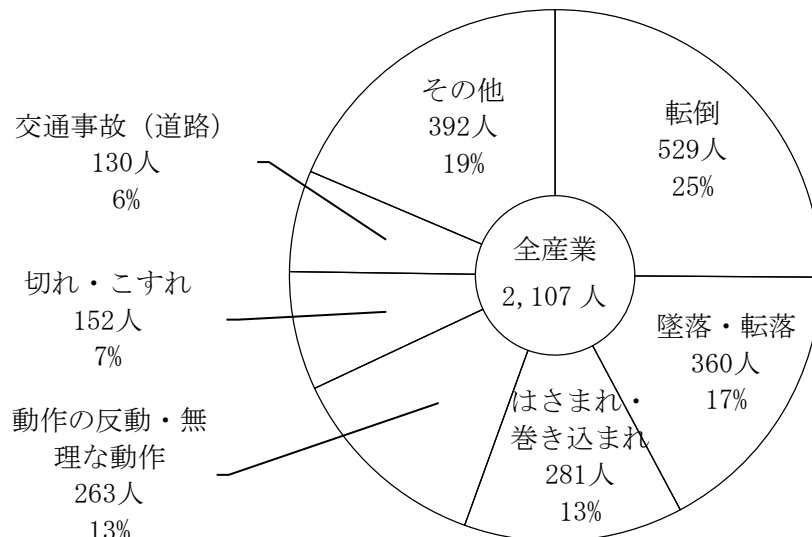 その他
392人
19%
転倒
529人
25%
交通事故（道路）
130人
6%
全産業
2,107 人
切れ・こすれ
152人
7%
墜落・転落
360人
17%
はさまれ・
巻き込まれ
281人
13%
動作の反動・無
理な動作
263人
13%